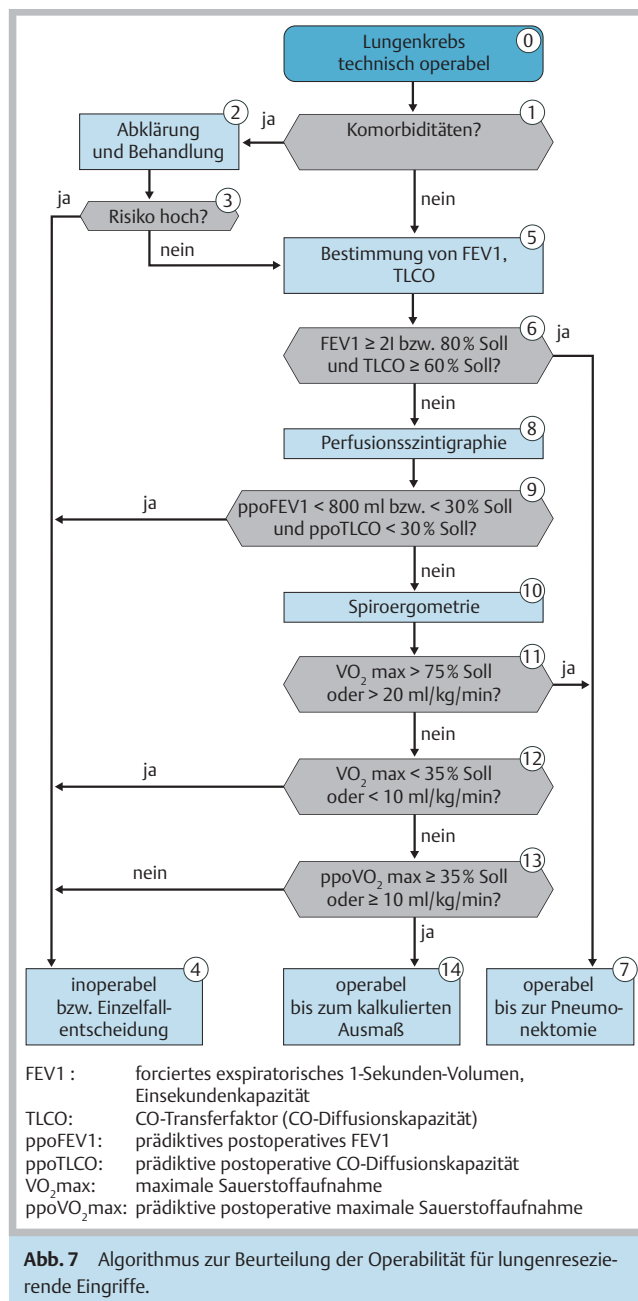 Lungenkrebs
technisch operabel
0
Komorbiditäten?
1
ja
2
Abklärung
und Behandlung
nein
ja
Risiko hoch?
3
nein
5
Bestimmung von FEV1,
TLCO
6
FEV1 ≥ 2l bzw. 80% Soll
und TLCO ≥ 60% Soll?
ja
nein
8
Perfusionsszintigraphie
9
ppoFEV1 < 800 ml bzw. < 30% Soll
und ppoTLCO < 30% Soll?
ja
nein
10
Spiroergometrie
11
VO₂ max > 75% Soll
oder > 20 ml/kg/min?
ja
nein
12
VO₂ max < 35% Soll
oder < 10 ml/kg/min?
ja
nein
13
ppoVO₂ max ≥ 35% Soll
oder ≥ 10 ml/kg/min?
nein
ja
4
inoperabel
bzw. Einzelfall-
entscheidung
14
operabel
bis zum kalkulierten
Ausmaß
7
operabel
bis zur Pneumo-
nektomie
FEV1 : forciertes exspiratorisches 1-Sekunden-Volumen,
Einsekundenkapazität
TLCO: CO-Transferfaktor (CO-Diffusionskapazität)
ppoFEV1: prädiktives postoperatives FEV1
ppoTLCO: prädiktive postoperative CO-Diffusionskapazität
VO₂max: maximale Sauerstoffaufnahme
ppoVO₂max: prädiktive postoperative maximale Sauerstoffaufnahme
Abb. 7 Algorithmus zur Beurteilung der Operabilität für lungenresezie-
rende Eingriffe.